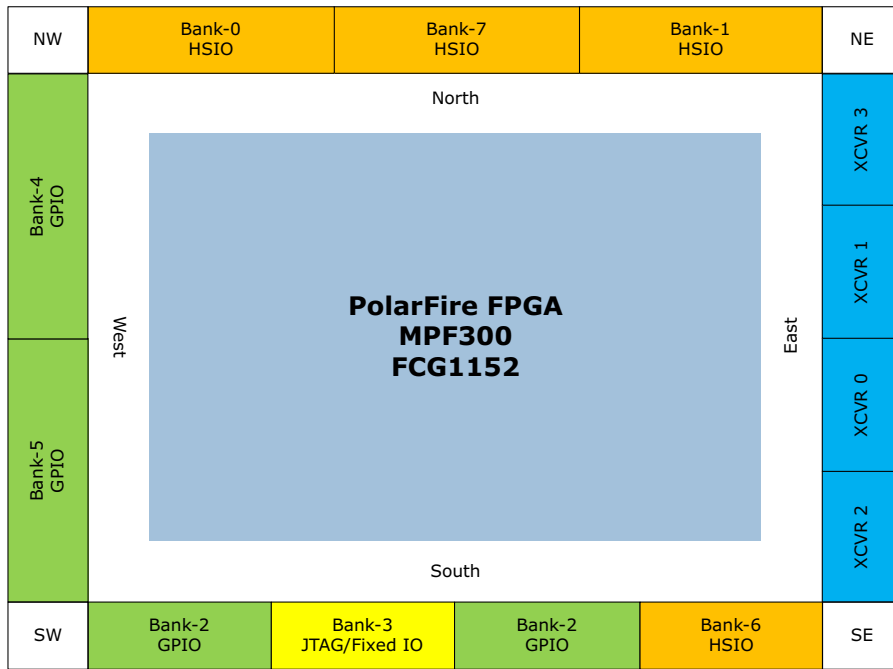 NW
Bank-0
HSIO
Bank-7
HSIO
Bank-1
HSIO
NE
North
Bank-4
GPIO
Bank-5
GPIO
West
PolarFire FPGA
MPF300
FCG1152
East
XCVR 3
XCVR 1
XCVR 0
XCVR 2
South
SW
Bank-2
GPIO
Bank-3
JTAG/Fixed IO
Bank-2
GPIO
Bank-6
HSIO
SE